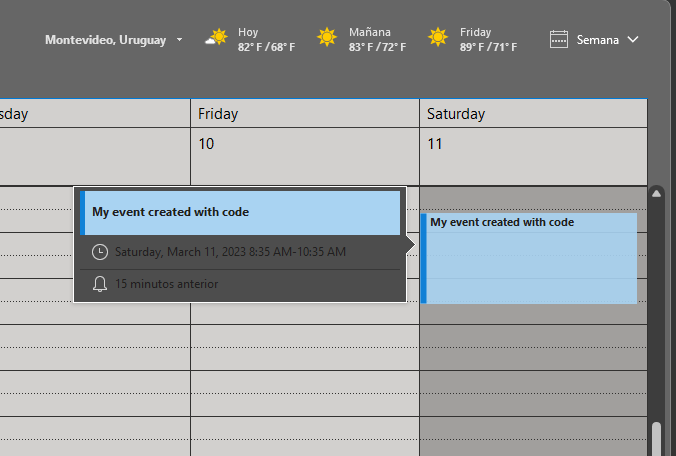 Montevideo, Uruguay
Hoy
82° F / 68° F
Mañana
83° F / 72° F
Friday
89° F / 71° F
Semana
sday
Friday
Saturday
10
11
My event created with code
Saturday, March 11, 2023 8:35 AM-10:35 AM
15 minutos anterior
My event created with code